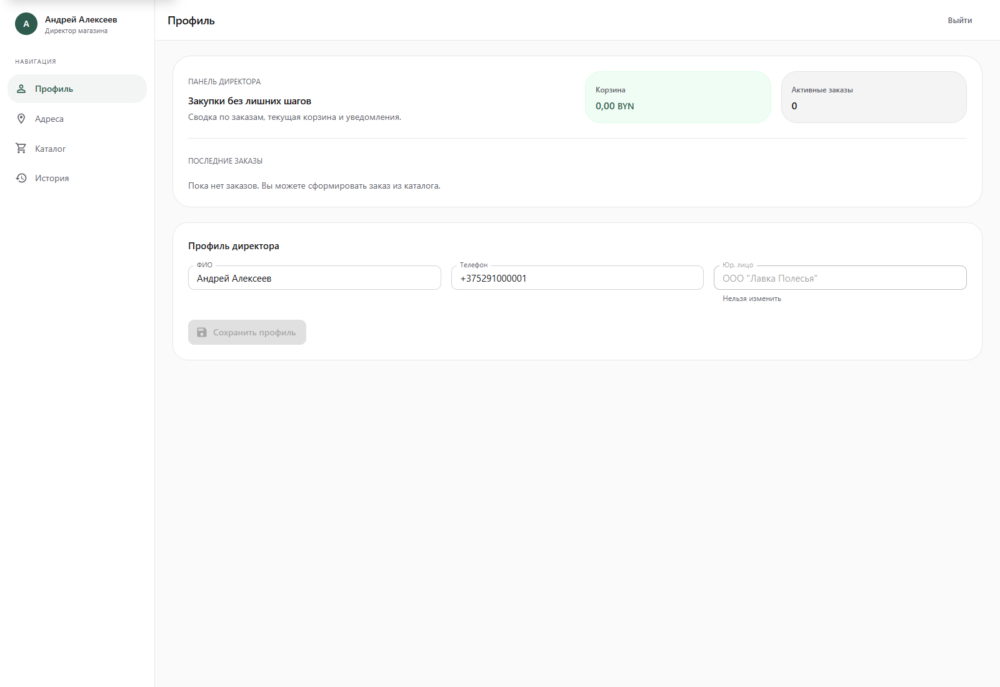 А
Андрей Алексеев
Директор магазина
НАВИГАЦИЯ
Профиль
Адреса
Каталог
История
Профиль
Выйти
ПАНЕЛЬ ДИРЕКТОРА
Закупки без лишних шагов
Сводка по заказам, текущая корзина и уведомления.
Корзина
0,00 BYN
Активные заказы
0
ПОСЛЕДНИЕ ЗАКАЗЫ
Пока нет заказов. Вы можете сформировать заказ из каталога.
Профиль директора
ФИО
Андрей Алексеев
Телефон
+375291000001
Юр. лицо
ООО "Лавка Полесья"
Нельзя изменить
Сохранить профиль